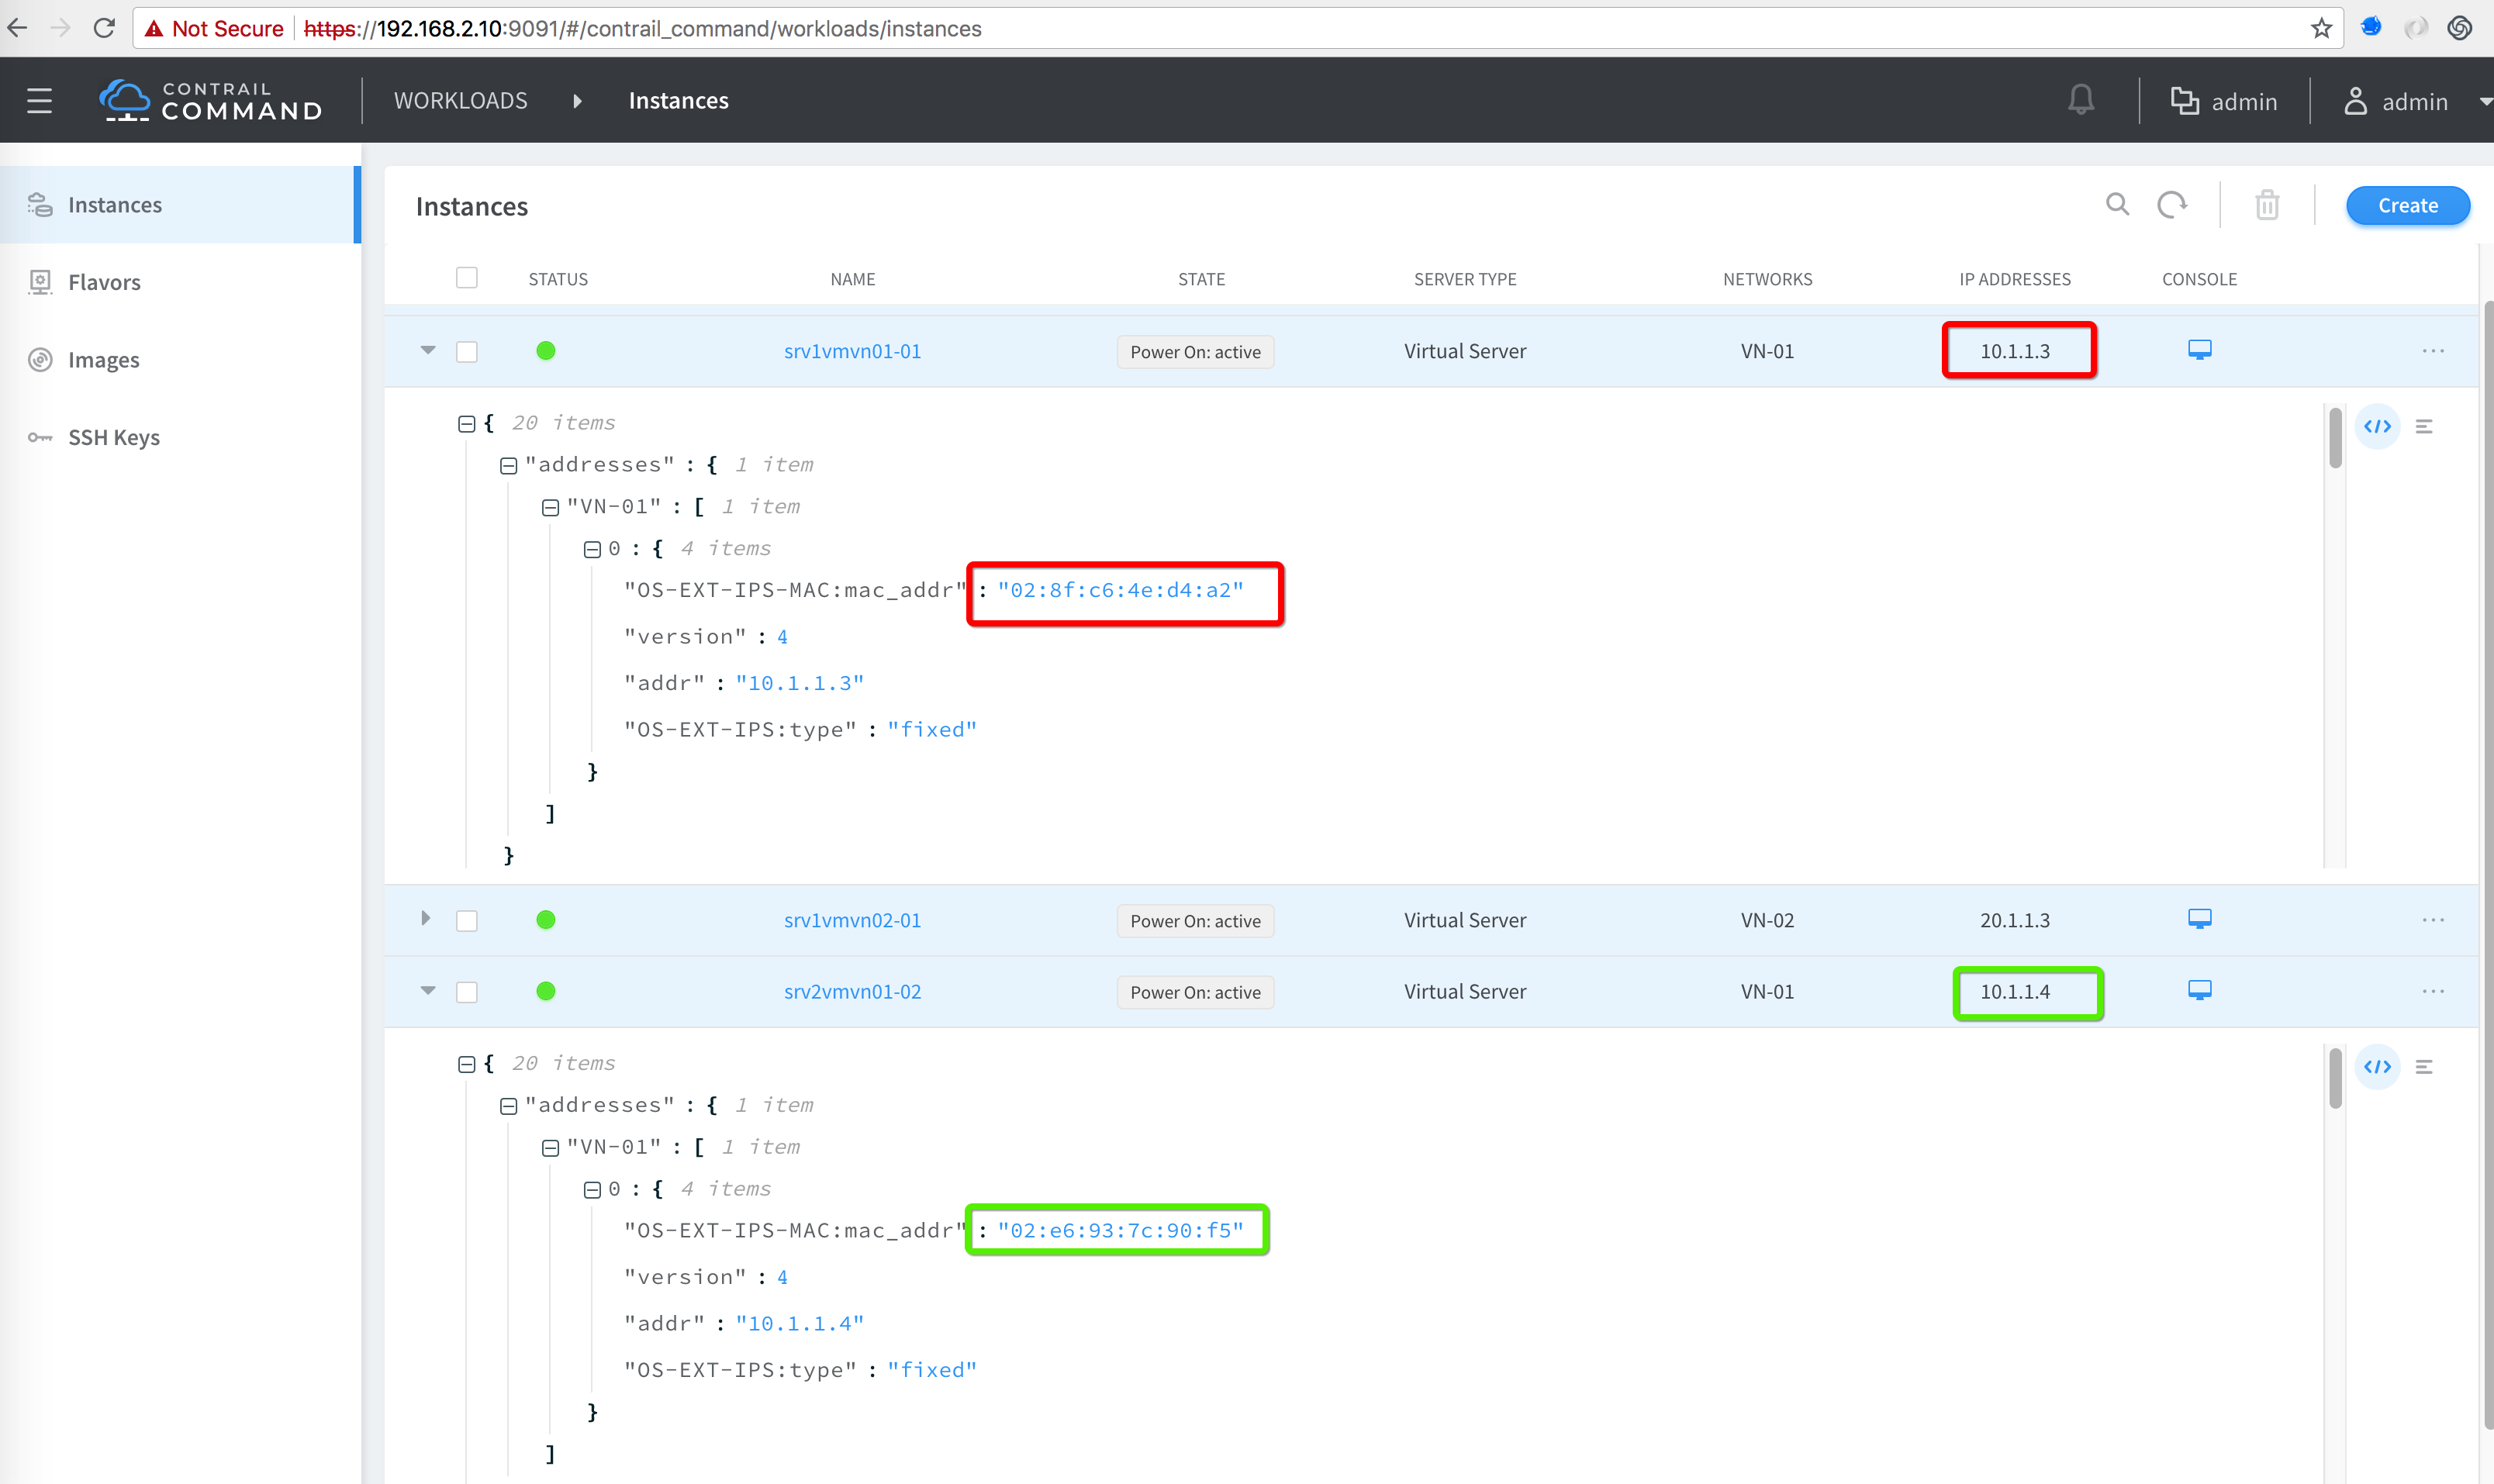 Not Secure https://192.168.2.10:9091/#/contrail_command/workloads/instances
CONTRAIL
COMMAND
WORKLOADS Instances admin admin
Instances
Flavors
Images
SSH Keys
Instances Create
STATUS NAME STATE SERVER TYPE NETWORKS IP ADDRESSES CONSOLE
srv1vmvn01-01 Power On: active Virtual Server VN-01 10.1.1.3 ...
{ 20 items
"addresses" : { 1 item
"VN-01" : [ 1 item
0 : { 4 items
"OS-EXT-IPS-MAC:mac_addr" : "02:8f:c6:4e:d4:a2"
"version" : 4
"addr" : "10.1.1.3"
"OS-EXT-IPS:type" : "fixed"
}
]
}
</>
srv1vmvn02-01 Power On: active Virtual Server VN-02 20.1.1.3 ...
srv2vmvn01-02 Power On: active Virtual Server VN-01 10.1.1.4 ...
{ 20 items
"addresses" : { 1 item
"VN-01" : [ 1 item
0 : { 4 items
"OS-EXT-IPS-MAC:mac_addr" : "02:e6:93:7c:90:f5"
"version" : 4
"addr" : "10.1.1.4"
"OS-EXT-IPS:type" : "fixed"
}
]
</>